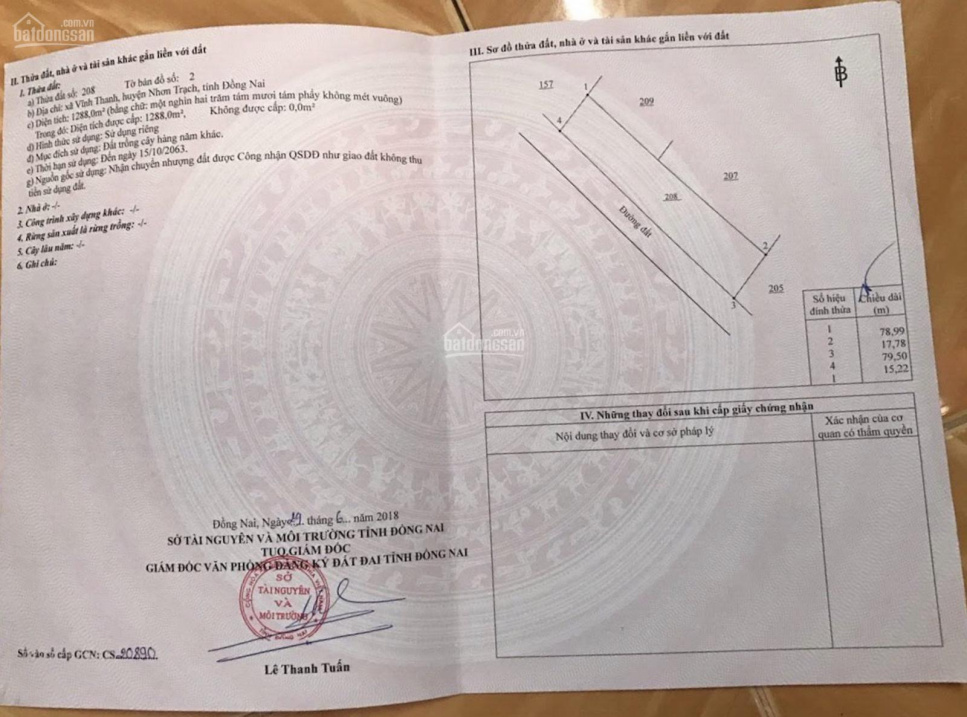 batdongsan
.com.vn
II. Thửa đất, nhà ở và tài sản khác gắn liền với đất
1. Thửa đất:
a) Thửa đất số: 208 Tờ bản đồ số: 2
b) Địa chỉ: xã Vĩnh Thanh, huyện Nhơn Trạch, tỉnh Đồng Nai
c) Diện tích: 1288,0m² (bằng chữ: một nghìn hai trăm tám mươi tám phẩy không mét vuông)
Trong đó: Diện tích được cấp: 1288,0m², Không được cấp: 0,0m²
d) Hình thức sử dụng: Sử dụng riêng
đ) Mục đích sử dụng: Đất trồng cây hàng năm khác.
e) Thời hạn sử dụng: Đến ngày 15/10/2063.
g) Nguồn gốc sử dụng: Nhận chuyển nhượng đất được Công nhận QSDĐ như giao đất không thu
tiền sử dụng đất.
2. Nhà ở: -/-
3. Công trình xây dựng khác: -/-
4. Rừng sản xuất là rừng trồng: -/-
5. Cây lâu năm: -/-
6. Ghi chú:
Đồng Nai, Ngày 29. tháng 6... năm 2018
SỞ TÀI NGUYÊN VÀ MÔI TRƯỜNG TỈNH ĐỒNG NAI
TUQ.GIÁM ĐỐC
GIÁM ĐỐC VĂN PHÒNG ĐĂNG KÝ ĐẤT ĐAI TỈNH ĐỒNG NAI
SỞ
TÀI NGUYÊN
VÀ
MÔI TRƯỜNG
Lê Thanh Tuấn
Số vào sổ cấp GCN: CS 20890.
III. Sơ đồ thửa đất, nhà ở và tài sản khác gắn liền với đất
B
157
1
209
4
207
208
Đường đất
2
205
3
Số hiệu đỉnh thửa Chiều dài (m)
1
78,99
2
17,78
3
79,50
4
15,22
1
batdongsan
.com.vn
IV. Những thay đổi sau khi cấp giấy chứng nhận
Nội dung thay đổi và cơ sở pháp lý
Xác nhận của cơ
quan có thẩm quyền